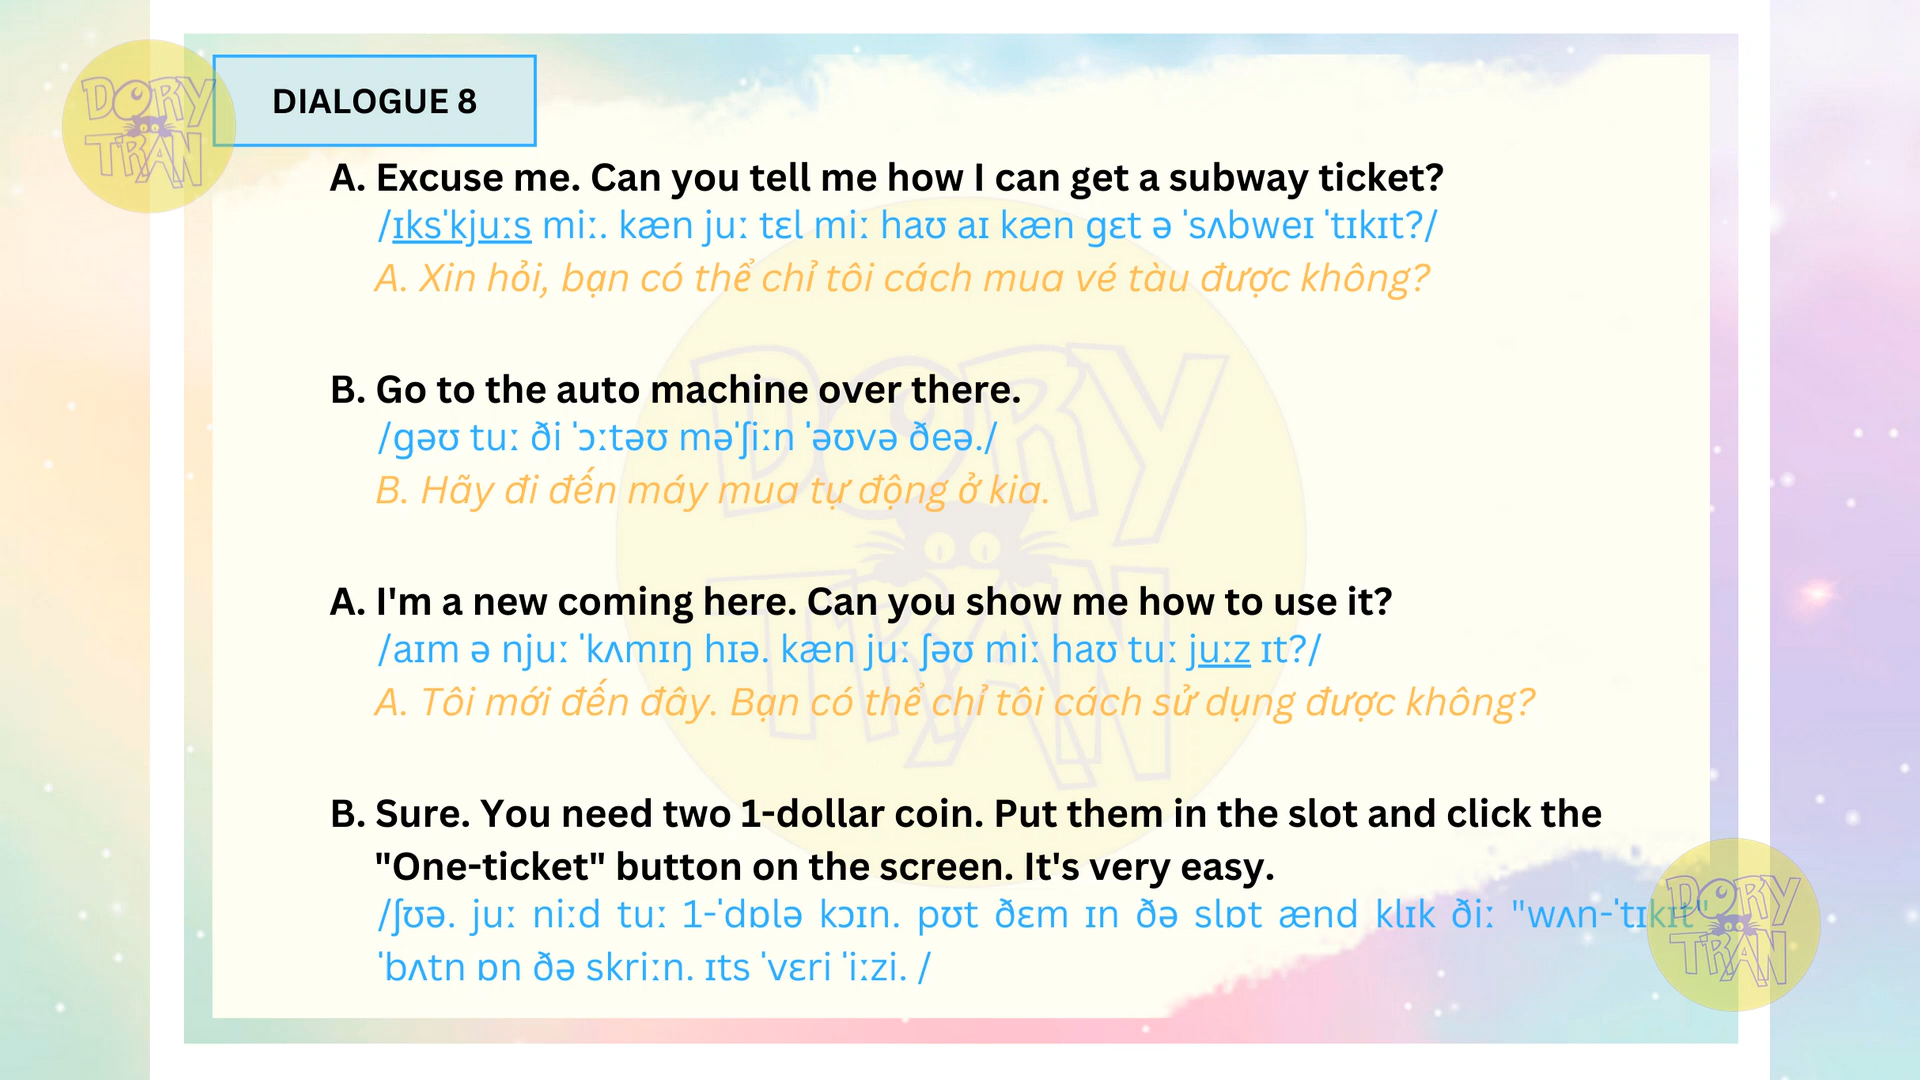 DORY
TRAN
DIALOGUE 8
A. Excuse me. Can you tell me how I can get a subway ticket?
/ɪksˈkjuːs miː. kæn juː tɛl miː haʊ aɪ kæn gɛt ə ˈsʌbweɪ ˈtɪkɪt?/
A. Xin hỏi, bạn có thể chỉ tôi cách mua vé tàu được không?
B. Go to the auto machine over there.
/gəʊ tuː ði ˈɔːtəʊ məˈʃiːn ˈəʊvə ðeə./
B. Hãy đi đến máy mua tự động ở kia.
A. I'm a new coming here. Can you show me how to use it?
/aɪm ə njuː ˈkʌmɪŋ hɪə. kæn juː ʃəʊ miː haʊ tuː juːz ɪt?/
A. Tôi mới đến đây. Bạn có thể chỉ tôi cách sử dụng được không?
B. Sure. You need two 1-dollar coin. Put them in the slot and click the
"One-ticket" button on the screen. It's very easy.
/ʃʊə. juː niːd tuː 1-ˈdɒlə kɔɪn. pʊt ðɛm ɪn ðə slɒt ænd klɪk ðiː "wʌn-ˈtɪkɪt"
ˈbʌtn ɒn ðə skriːn. ɪts ˈvɛri ˈiːzi. /
DORY
TRAN
DORY
TRAN